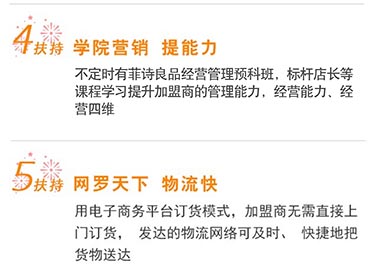 4扶持 学院营销 提能力
不定时有菲诗良品经营管理预科班，标杆店长等
课程学习提升加盟商的管理能力，经营能力、经
营四维
5扶持 网罗天下 物流快
用电子商务平台订货模式，加盟商无需直接上
门订货， 发达的物流网络可及时、 快捷地把
货物送达